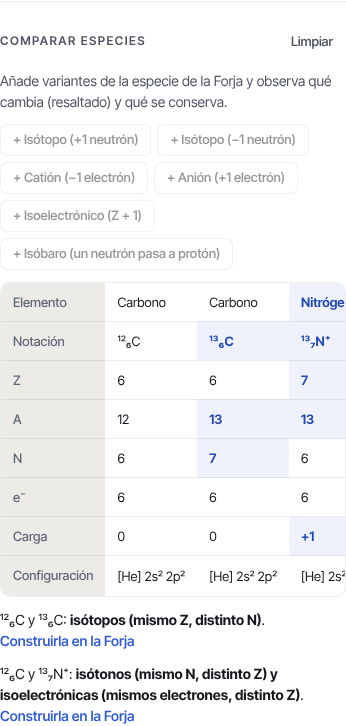 COMPARAR ESPECIES Limpiar
Añade variantes de la especie de la Forja y observa qué
cambia (resaltado) y qué se conserva.
+ Isótopo (+1 neutrón) + Isótopo (−1 neutrón)
+ Catión (−1 electrón) + Anión (+1 electrón)
+ Isoelectrónico (Z + 1)
+ Isóbaro (un neutrón pasa a protón)
Elemento Carbono Carbono Nitróge
Notación ¹²₆C ¹³₆C ¹³₇N⁺
Z 6 6 7
A 12 13 13
N 6 7 6
e⁻ 6 6 6
Carga 0 0 +1
Configuración [He] 2s² 2p² [He] 2s² 2p² [He] 2s²
¹²₆C y ¹³₆C: isótopos (mismo Z, distinto N).
Construirla en la Forja
¹²₆C y ¹³₇N⁺: isótonos (mismo N, distinto Z) y
isoelectrónicas (mismos electrones, distinto Z).
Construirla en la Forja